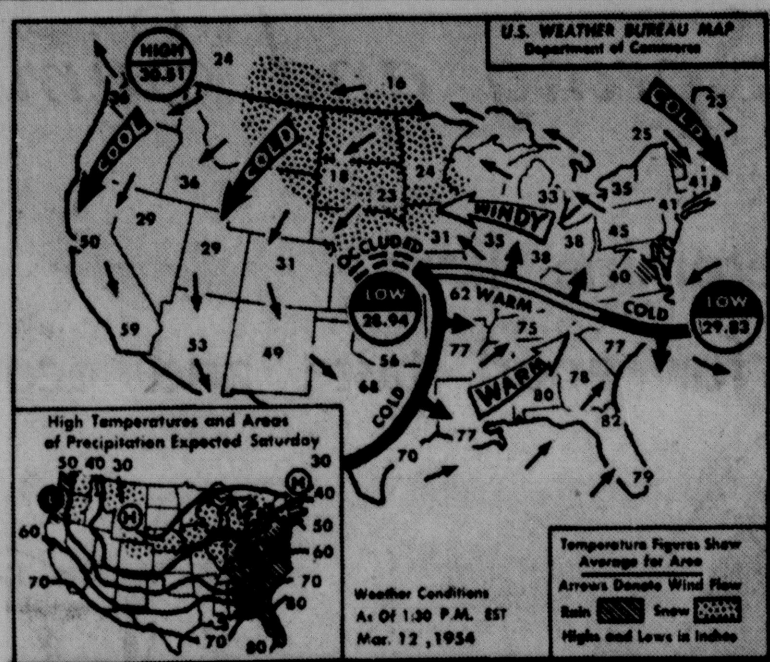 U.S. WEATHER BUREAU MAP
Department of Commerce
HIGH
30.51
24
16
COLD
23
COOL
COLD
25
18
24
33
35
41
36
23
41
29
WINDY
45
50
29
31
OCCLUDED
31
35
38
38
40
LOW
28.94
62 WARM
COLD
LOW
29.83
59
53
49
56
77
75
77
68
WARM
78
80
COLD
82
77
70
79
High Temperatures and Areas
of Precipitation Expected Saturday
50 40 30
30
H
40
H
50
60
60
70
70
80
70
80
Weather Conditions
As Of 1:30 P.M. EST
Mar. 12, 1954
Temperature Figures Show
Average for Area
Arrows Denote Wind Flow
Rain Snow
Highs and Lows in Inches